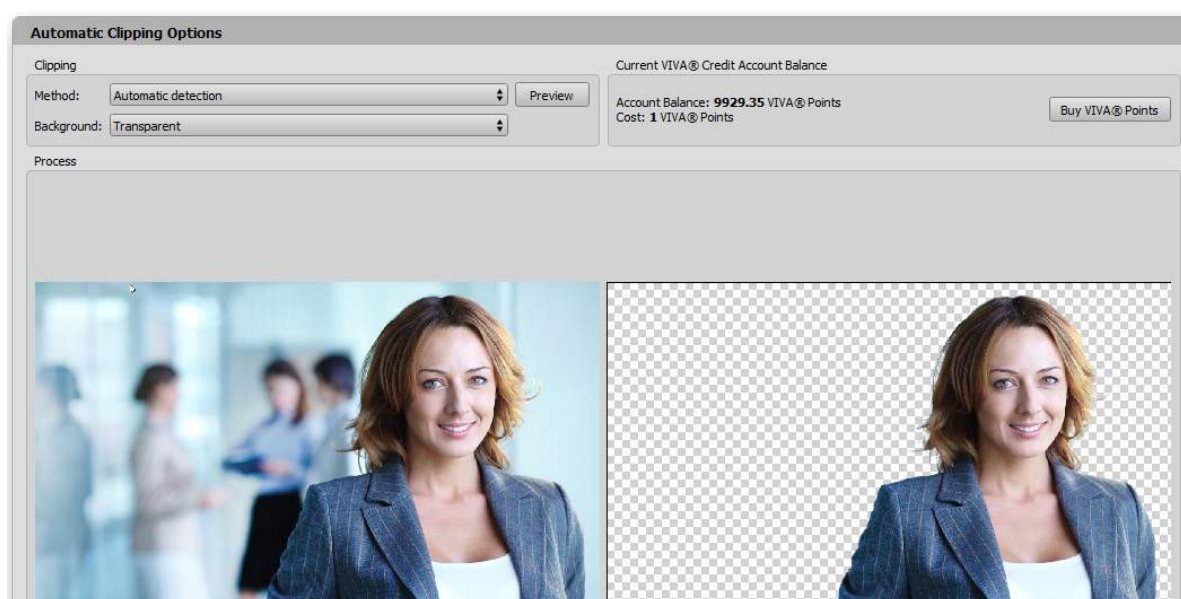 Automatic Clipping Options
Clipping
Method: Automatic detection Preview
Background: Transparent
Current VIVA® Credit Account Balance
Account Balance: 9929.35 VIVA® Points
Cost: 1 VIVA® Points
Buy VIVA® Points
Process